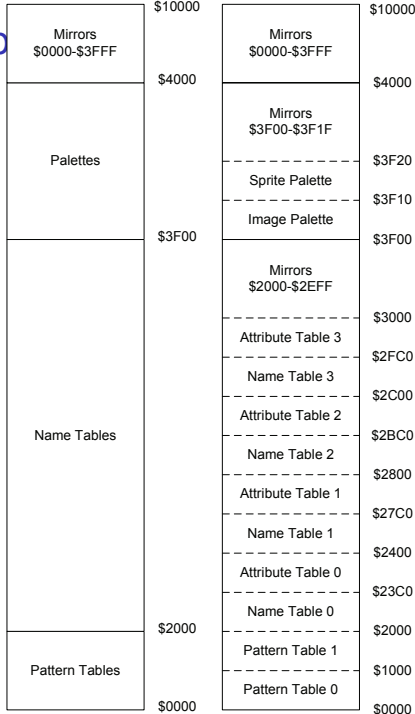 $10000
Mirrors
$0000-$3FFF
$4000
Palettes
$3F00
Name Tables
$2000
Pattern Tables
$0000
$10000
Mirrors
$0000-$3FFF
$4000
Mirrors
$3F00-$3F1F
$3F20
Sprite Palette
$3F10
Image Palette
$3F00
Mirrors
$2000-$2EFF
$3000
Attribute Table 3
$2FC0
Name Table 3
$2C00
Attribute Table 2
$2BC0
Name Table 2
$2800
Attribute Table 1
$27C0
Name Table 1
$2400
Attribute Table 0
$23C0
Name Table 0
$2000
Pattern Table 1
$1000
Pattern Table 0
$0000